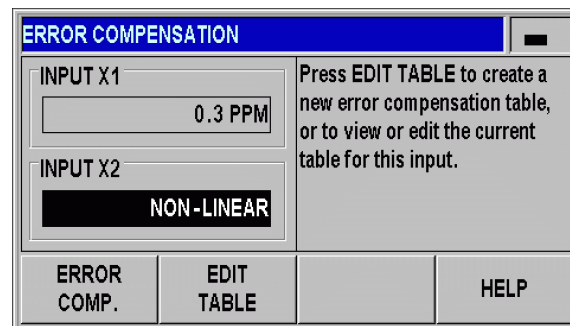 ERROR COMPENSATION
INPUT X1
0.3 PPM
INPUT X2
NON-LINEAR
Press EDIT TABLE to create a
new error compensation table,
or to view or edit the current
table for this input.
ERROR
COMP.
EDIT
TABLE
HELP